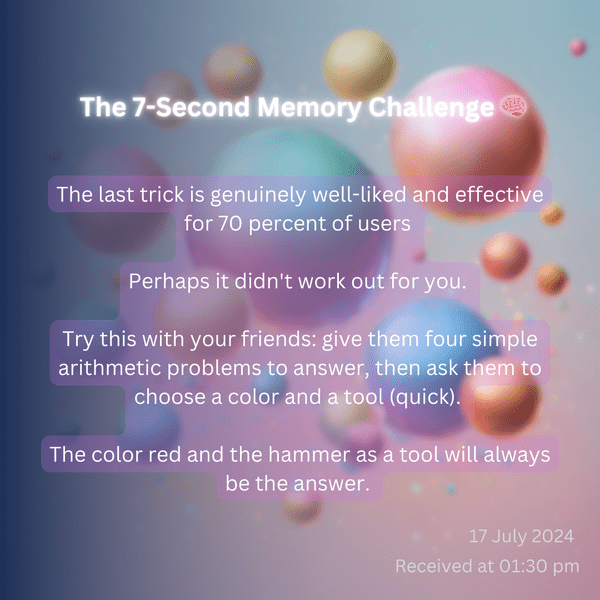 The 7-Second Memory Challenge 🧠
The last trick is genuinely well-liked and effective
for 70 percent of users
Perhaps it didn't work out for you.
Try this with your friends: give them four simple
arithmetic problems to answer, then ask them to
choose a color and a tool (quick).
The color red and the hammer as a tool will always
be the answer.
17 July 2024
Received at 01:30 pm